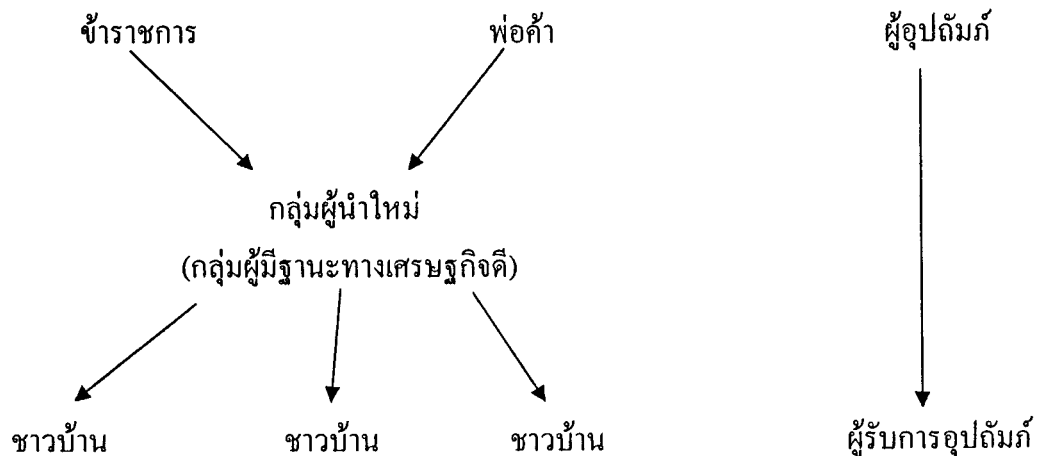 ข้าราชการ พ่อค้า ผู้อุปถัมภ์
กลุ่มผู้นำใหม่
(กลุ่มผู้มีฐานะทางเศรษฐกิจดี)
ชาวบ้าน ชาวบ้าน ชาวบ้าน ผู้รับการอุปถัมภ์